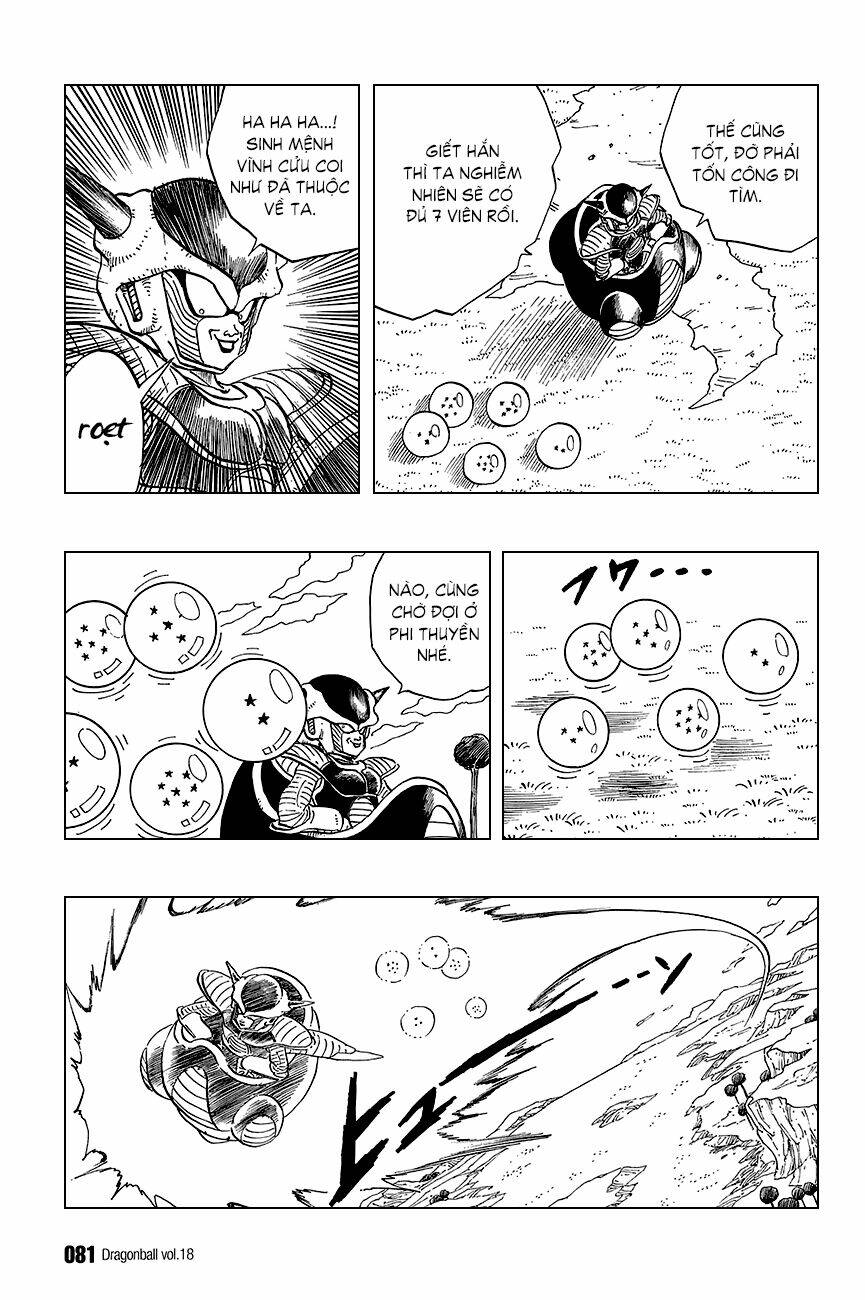 THẾ CŨNG
TỐT, ĐỠ PHẢI
TỐN CÔNG ĐI
TÌM.
GIẾT HẮN
THÌ TA NGHIỄM
NHIÊN SẼ CÓ
ĐỦ 7 VIÊN RỒI.
HA HA HA...!
SINH MỆNH
VĨNH CỬU COI
NHƯ ĐÃ THUỘC
VỀ TA.
roẹt
フワ...
NÀO, CÙNG
CHỜ ĐỢI Ở
PHI THUYỀN
NHÉ.
ヒュー...ン
081 Dragonball vol.18